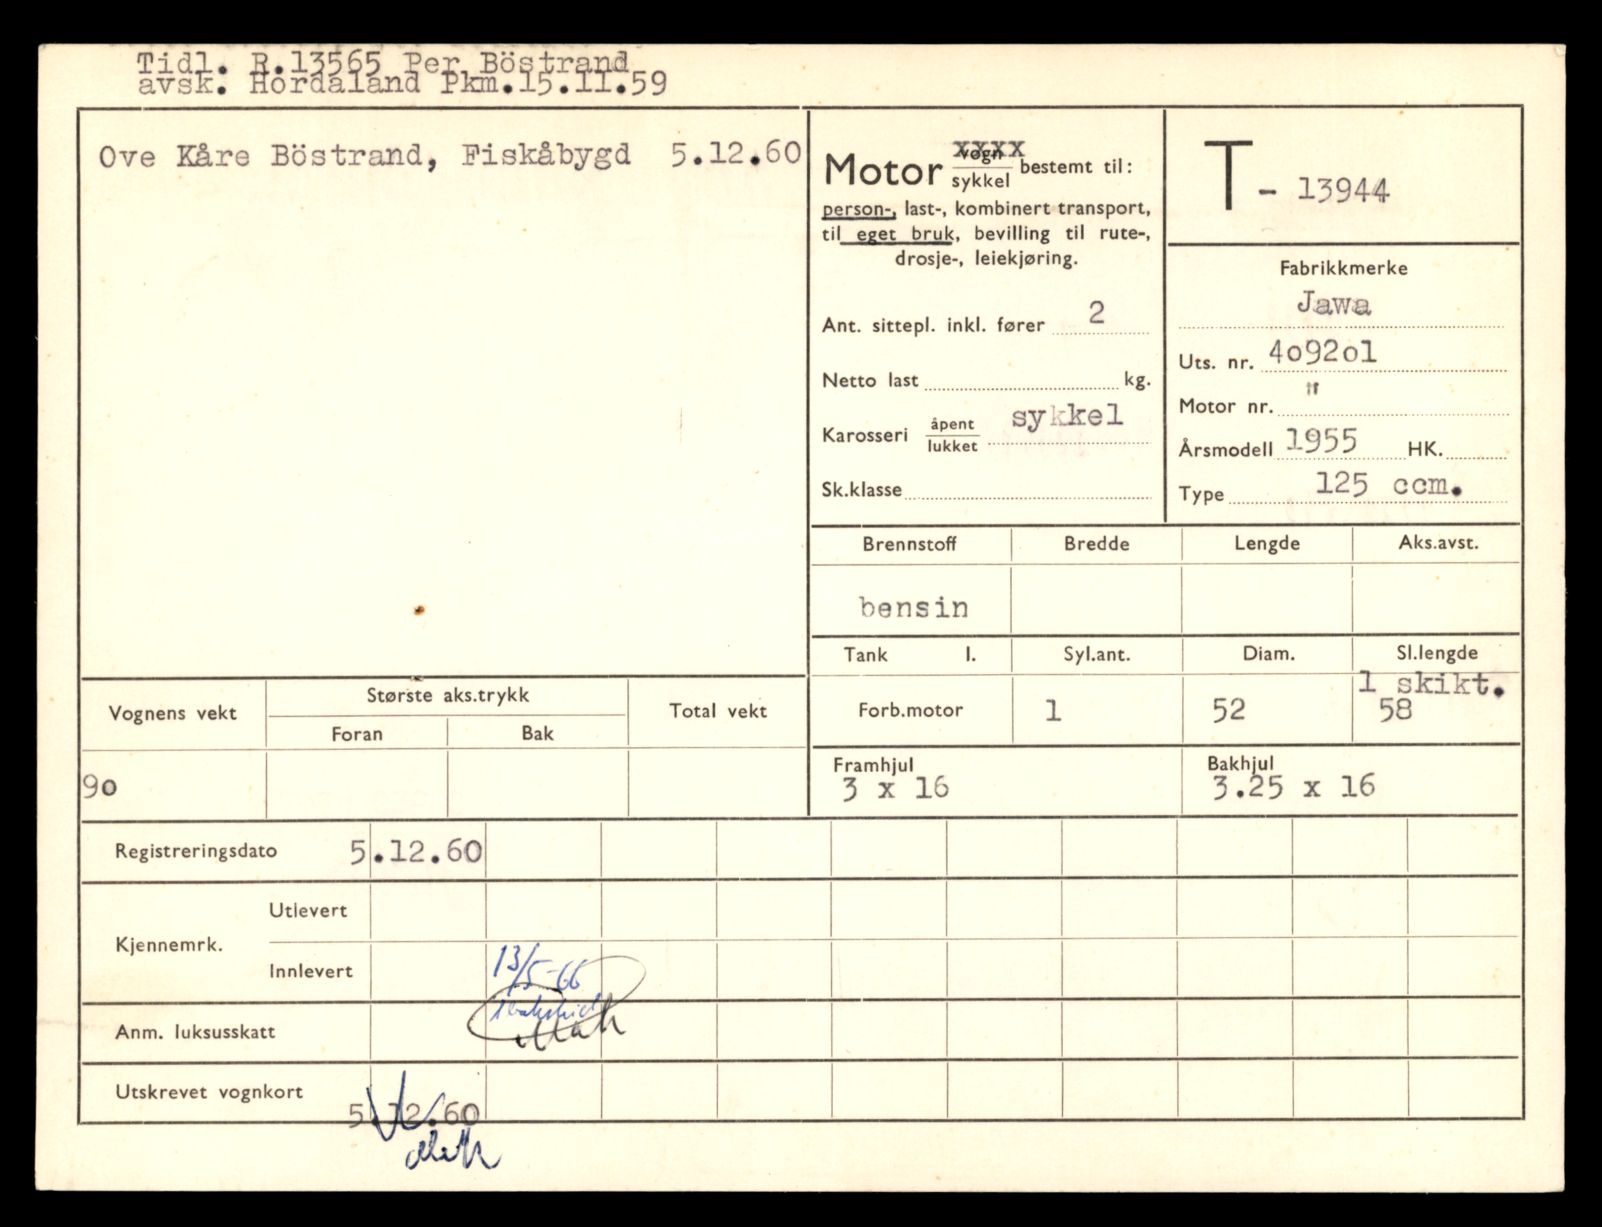 Tidl. R.13565 Per Böstrand
avsk. Hordaland Pkm.15.11.59
Ove Kåre Böstrand, Fiskåbygd 5.12.60
Motor vogn xxxx
sykkel bestemt til:
person-, last-, kombinert transport,
til eget bruk, bevilling til rute-,
drosje-, leiekjøring.
Ant. sittepl. inkl. fører 2
Netto last kg.
Karosseri åpent
lukket sykkel
Sk.klasse
T - 13944
Fabrikkmerke
Jawa
Uts. nr. 4o92o1
Motor nr. "
Årsmodell 1955 HK.
Type 125 ccm.
Brennstoff Bredde Lengde Aks.avst.
bensin
Tank l. Syl.ant. Diam. Sl.lengde
1 skikt.
Forb.motor 1 52 58
Framhjul Bakhjul
3 x 16 3.25 x 16
Vognens vekt Største aks.trykk Total vekt
Foran Bak
9o
Registreringsdato 5.12.60
Kjennemrk. Utlevert
Innlevert 13/5-66
Anm. luksusskatt
Utskrevet vognkort 5.12.60